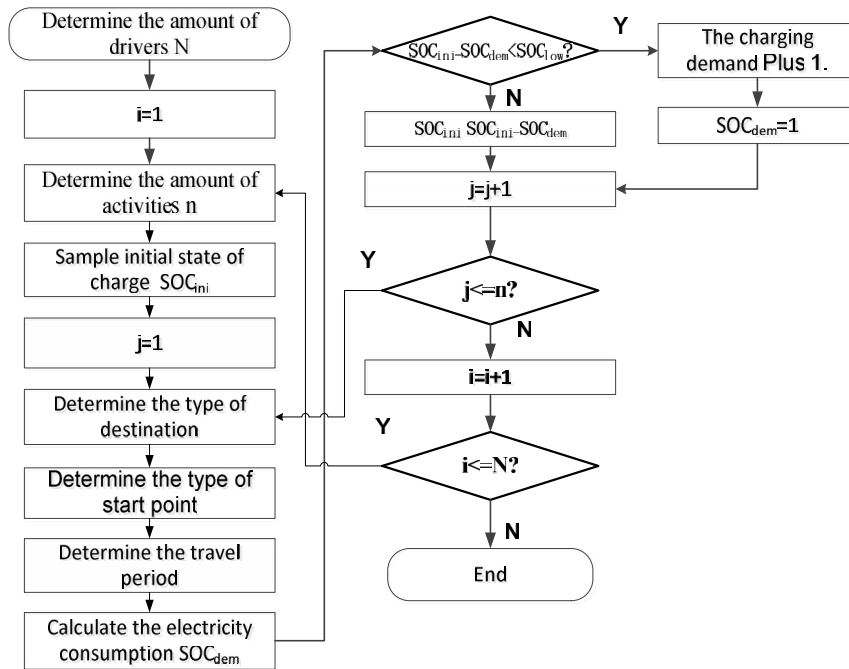 Determine the amount of
drivers N
i=1
Determine the amount of
activities n
Sample initial state of
charge SOCini
j=1
Determine the type of
destination
Determine the type of
start point
Determine the travel
period
Calculate the electricity
consumption SOCdem
SOCini-SOCdem<SOClow?
Y
The charging
demand Plus 1.
SOCdem=1
N
SOCini SOCini-SOCdem
j=j+1
Y
j<=n?
N
i=i+1
Y
i<=N?
N
End